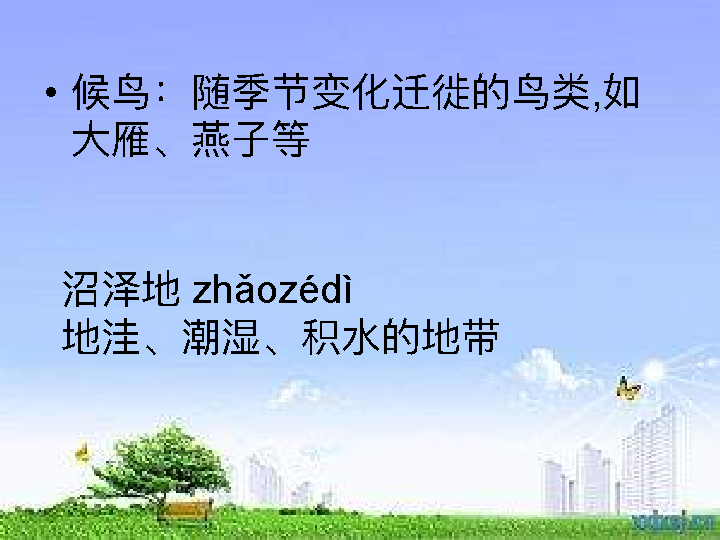 • 候鸟：随季节变化迁徙的鸟类,如
大雁、燕子等
沼泽地 zhǎozédì
地洼、潮湿、积水的地带